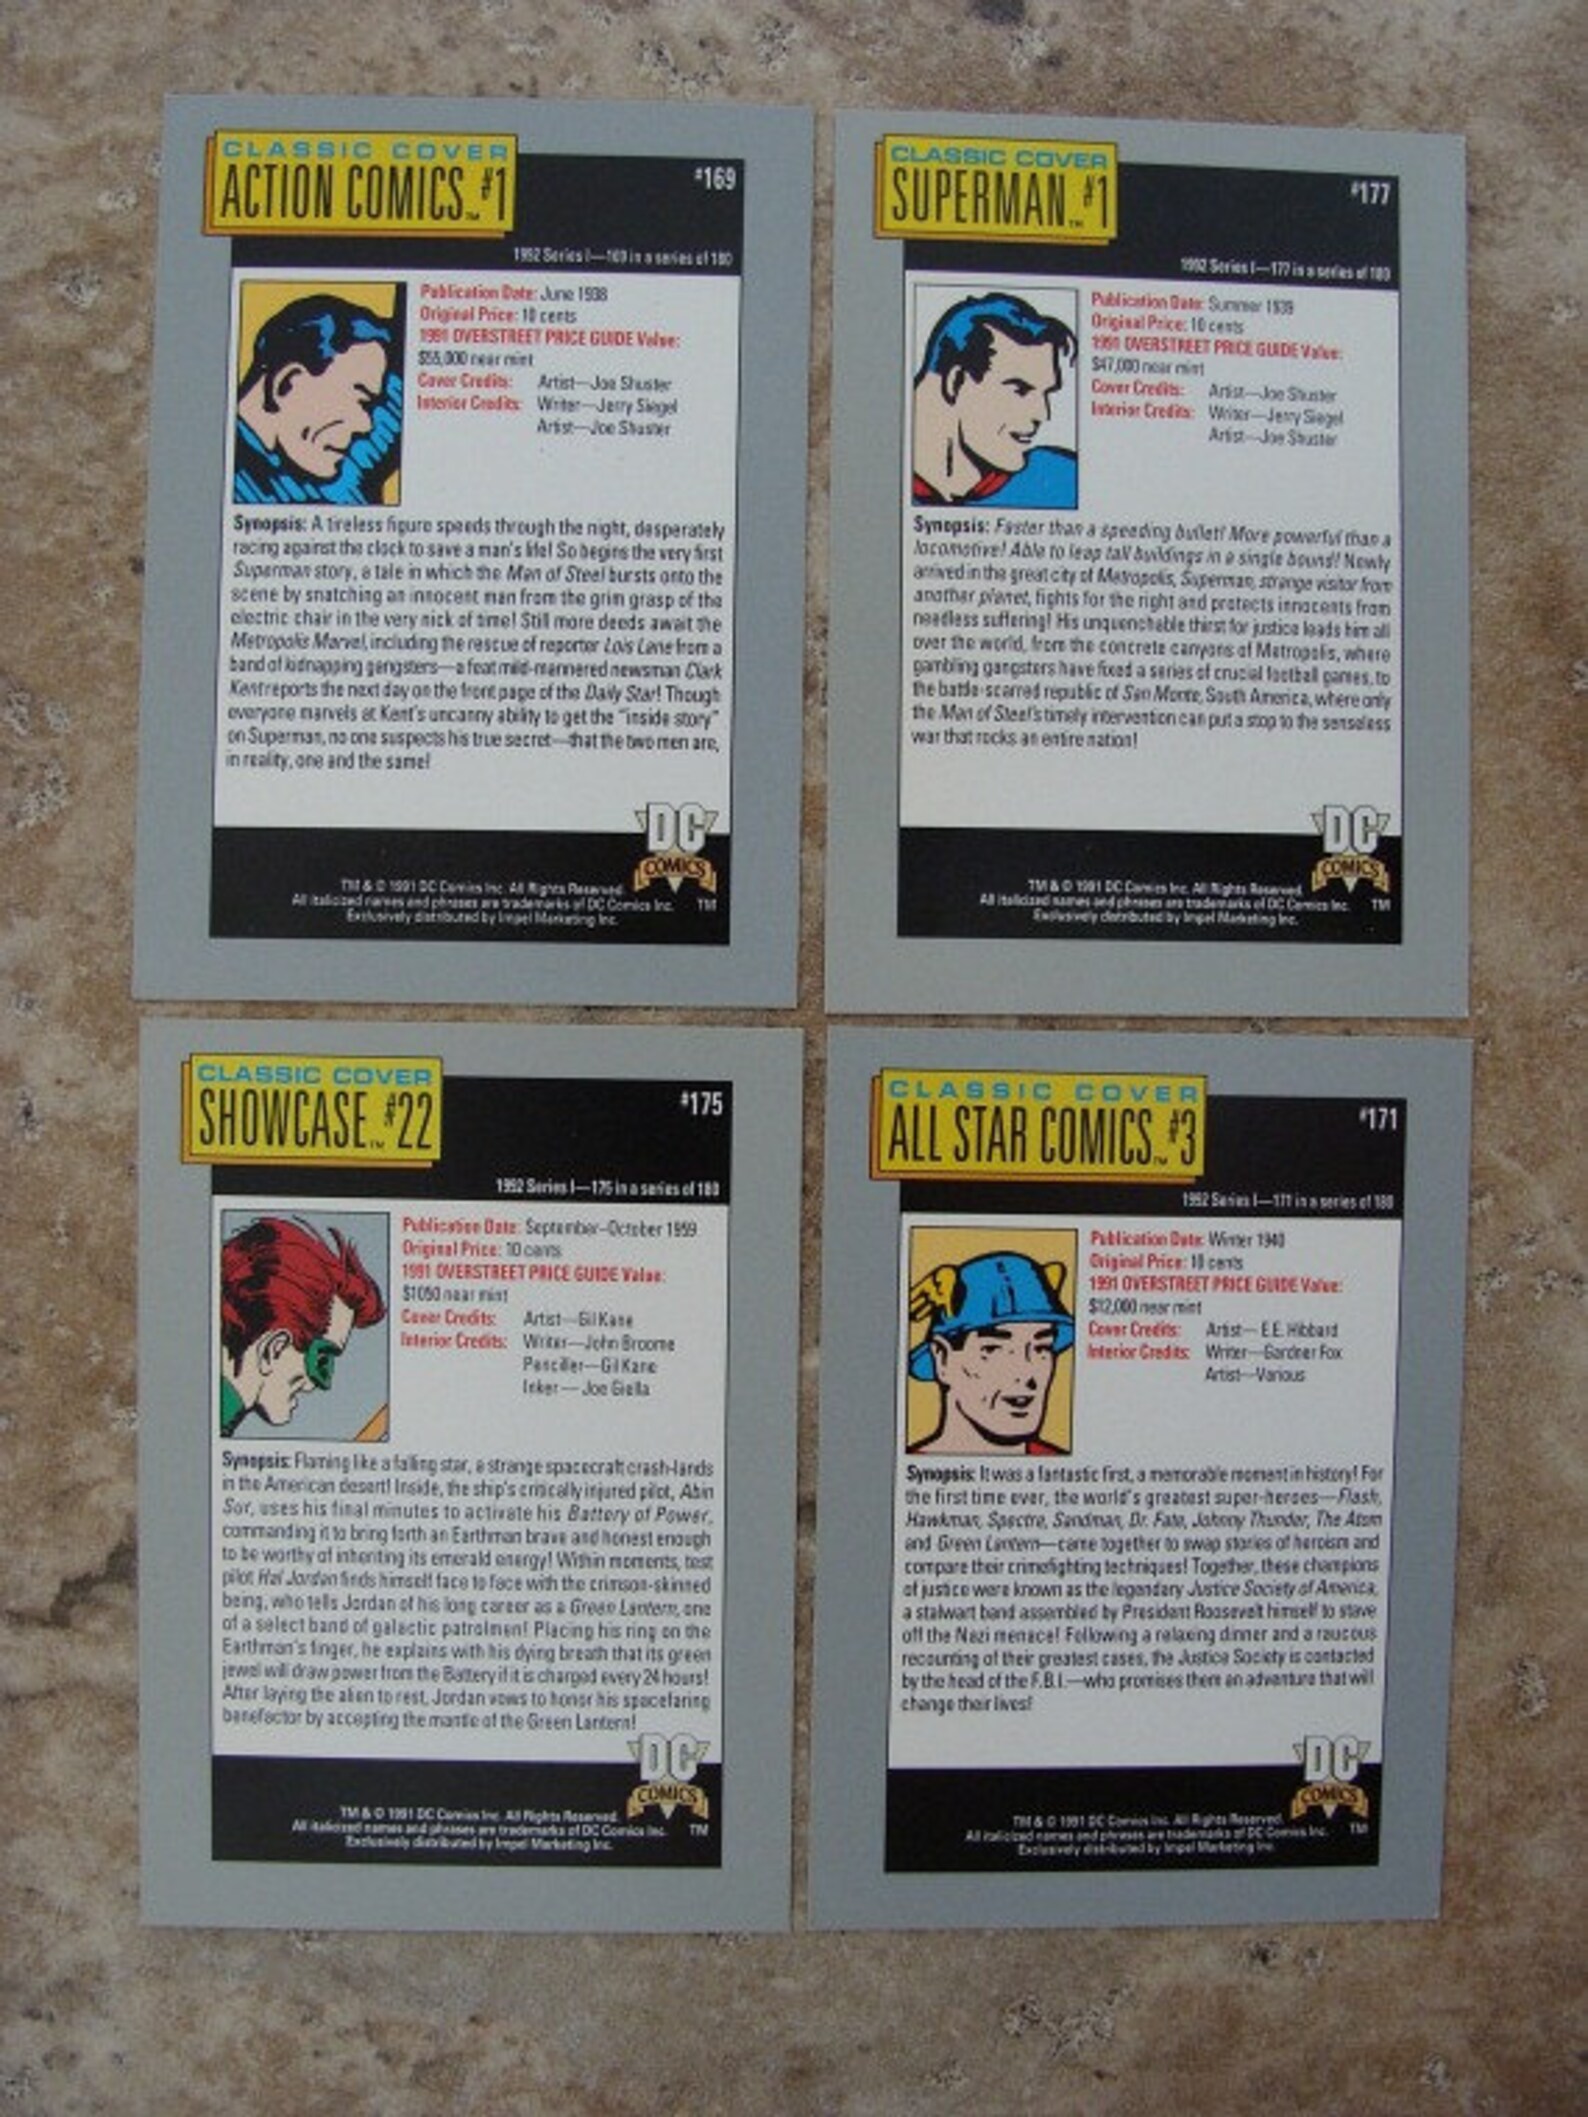 CLASSIC COVER
ACTION COMICS™ #1
#169
1992 Series I—169 in a series of 180
Publication Date: June 1938
Original Price: 10 cents
1991 OVERSTREET PRICE GUIDE Value:
$55,000 near mint
Cover Credits: Artist—Joe Shuster
Interior Credits: Writer—Jerry Siegel
Artist—Joe Shuster
Synopsis: A tireless figure speeds through the night, desperately
racing against the clock to save a man's life! So begins the very first
Superman story, a tale in which the Man of Steel bursts onto the
scene by snatching an innocent man from the grim grasp of the
electric chair in the very nick of time! Still more deeds await the
Metropolis Marvel, including the rescue of reporter Lois Lane from a
band of kidnapping gangsters—a feat mild-mannered newsman Clark
Kent reports the next day on the front page of the Daily Star! Though
everyone marvels at Kent's uncanny ability to get the "inside story"
on Superman, no one suspects his true secret—that the two men are,
in reality, one and the same!
DC
COMICS
TM & © 1991 DC Comics Inc. All Rights Reserved.
All italicized names and phrases are trademarks of DC Comics Inc. TM
Exclusively distributed by Impel Marketing Inc.
CLASSIC COVER
SUPERMAN™ #1
#177
1992 Series I—177 in a series of 180
Publication Date: Summer 1939
Original Price: 10 cents
1991 OVERSTREET PRICE GUIDE Value:
$47,000 near mint
Cover Credits: Artist—Joe Shuster
Interior Credits: Writer—Jerry Siegel
Artist—Joe Shuster
Synopsis: Faster than a speeding bullet! More powerful than a
locomotive! Able to leap tall buildings in a single bound! Newly
arrived in the great city of Metropolis, Superman, strange visitor from
another planet, fights for the right and protects innocents from
needless suffering! His unquenchable thirst for justice leads him all
over the world, from the concrete canyons of Metropolis, where
gambling gangsters have fixed a series of crucial football games, to
the battle-scarred republic of San Monte, South America, where only
the Man of Steel's timely intervention can put a stop to the senseless
war that rocks an entire nation!
DC
COMICS
TM & © 1991 DC Comics Inc. All Rights Reserved.
All italicized names and phrases are trademarks of DC Comics Inc. TM
Exclusively distributed by Impel Marketing Inc.
CLASSIC COVER
SHOWCASE™ #22
#175
1992 Series I—175 in a series of 180
Publication Date: September-October 1959
Original Price: 10 cents
1991 OVERSTREET PRICE GUIDE Value:
$1050 near mint
Cover Credits: Artist—Gil Kane
Interior Credits: Writer—John Broome
Penciller—Gil Kane
Inker—Joe Giella
Synopsis: Flaming like a falling star, a strange spacecraft crash-lands
in the American desert! Inside, the ship's critically injured pilot, Abin
Sur, uses his final minutes to activate his Battery of Power,
commanding it to bring forth an Earthman brave and honest enough
to be worthy of inheriting its emerald energy! Within moments, test
pilot Hal Jordan finds himself face to face with the crimson-skinned
being, who tells Jordan of his long career as a Green Lantern, one
of a select band of galactic patrolmen! Placing his ring on the
Earthman's finger, he explains with his dying breath that its green
jewel will draw power from the Battery if it is charged every 24 hours!
After laying the alien to rest, Jordan vows to honor his spacefaring
benefactor by accepting the mantle of the Green Lantern!
DC
COMICS
TM & © 1991 DC Comics Inc. All Rights Reserved.
All italicized names and phrases are trademarks of DC Comics Inc. TM
Exclusively distributed by Impel Marketing Inc.
CLASSIC COVER
ALL STAR COMICS™ #3
#171
1992 Series I—171 in a series of 180
Publication Date: Winter 1940
Original Price: 10 cents
1991 OVERSTREET PRICE GUIDE Value:
$12,000 near mint
Cover Credits: Artist—E.E. Hibbard
Interior Credits: Writer—Gardner Fox
Artist—Various
Synopsis: It was a fantastic first, a memorable moment in history! For
the first time ever, the world's greatest super-heroes—Flash,
Hawkman, Spectre, Sandman, Dr. Fate, Johnny Thunder, The Atom
and Green Lantern—came together to swap stories of heroism and
compare their crimefighting techniques! Together, these champions
of justice were known as the legendary Justice Society of America,
a stalwart band assembled by President Roosevelt himself to stave
off the Nazi menace! Following a relaxing dinner and a raucous
recounting of their greatest cases, the Justice Society is contacted
by the head of the F.B.I.—who promises them an adventure that will
change their lives!
DC
COMICS
TM & © 1991 DC Comics Inc. All Rights Reserved.
All italicized names and phrases are trademarks of DC Comics Inc. TM
Exclusively distributed by Impel Marketing Inc.